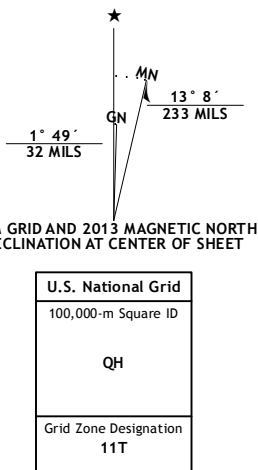 MN
GN
13° 8´
233 MILS
1° 49´
32 MILS
GRID AND 2013 MAGNETIC NORTH
AT CENTER OF SHEET
U.S. National Grid
100,000-m Square ID
QH
Grid Zone Designation
11T